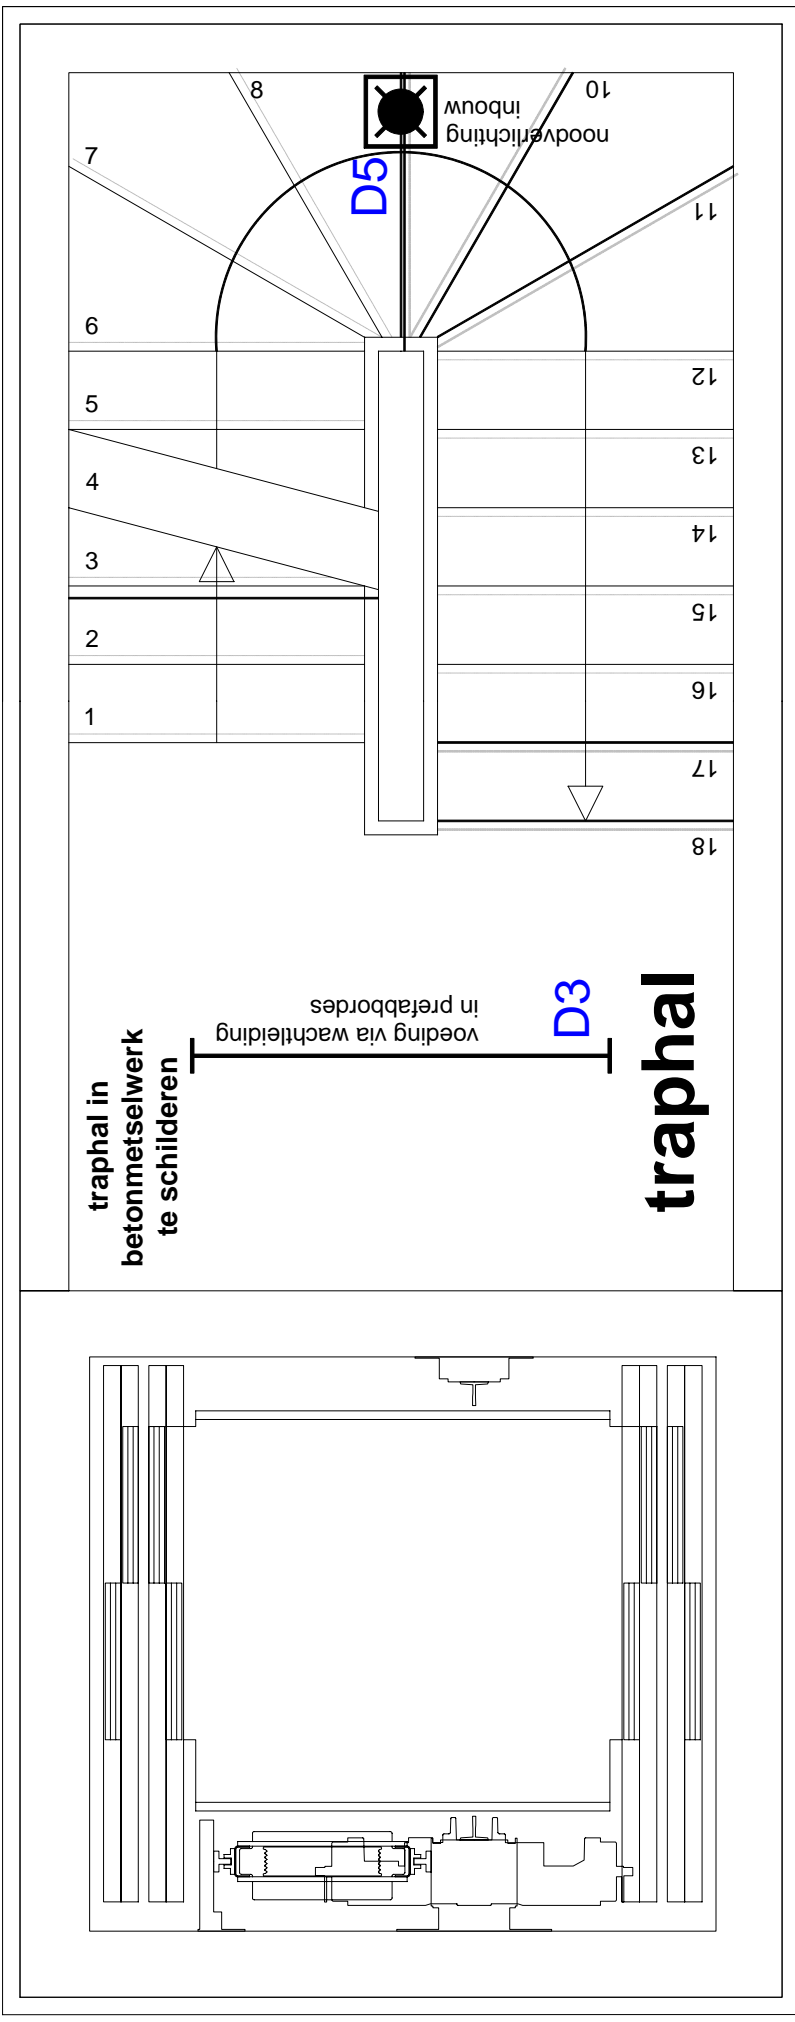 8
10
noodverlichting
inbouw
7
D5
11
6
12
5
13
4
14
3
15
2
16
1
17
18
voeding via wachtleiding
in prefabbordes
D3
traphal
traphal in
betonmetselwerk
te schilderen